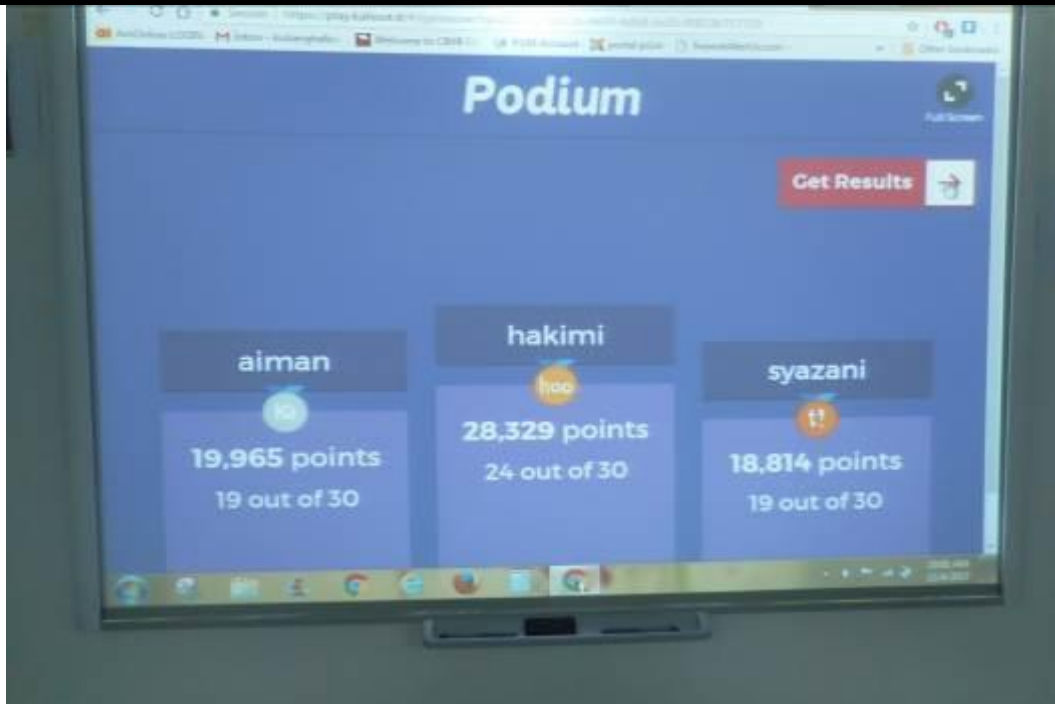 Podium
Full Screen
Get Results
hakimi
aiman
syazani
hoo
28,329 points
24 out of 30
19,965 points
19 out of 30
18,814 points
19 out of 30